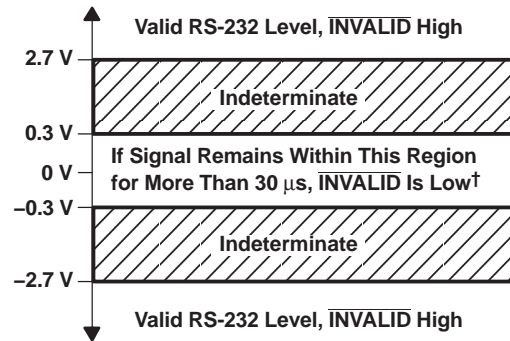 Valid RS-232 Level, INVALID High
2.7 V
Indeterminate
0.3 V
If Signal Remains Within This Region
0 V
for More Than 30 μs, INVALID Is Low†
−0.3 V
Indeterminate
−2.7 V
Valid RS-232 Level, INVALID High